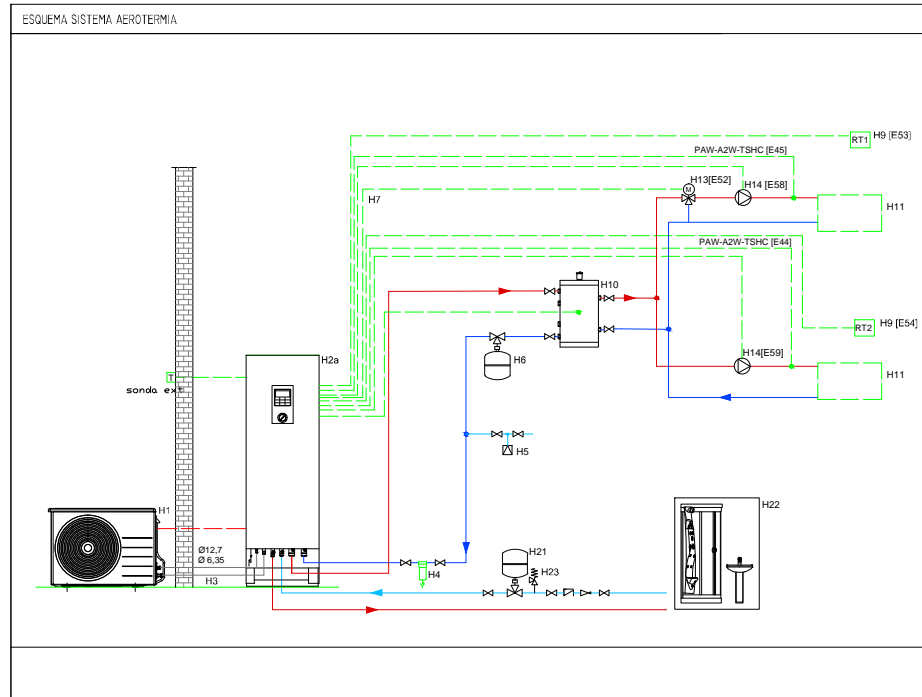 ESQUEMA SISTEMA AEROTERMIA
RT1
H9 [E53]
PAW-A2W-TSHC [E45]
H13[E52]
M
H14 [E58]
H7
H11
PAW-A2W-TSHC [E44]
H10
RT2
H9 [E54]
H2a
H6
H14[E59]
H11
T
sonda ext
H5
H1
H22
Ø12,7
Ø 6,35
H21
H23
H4
H3